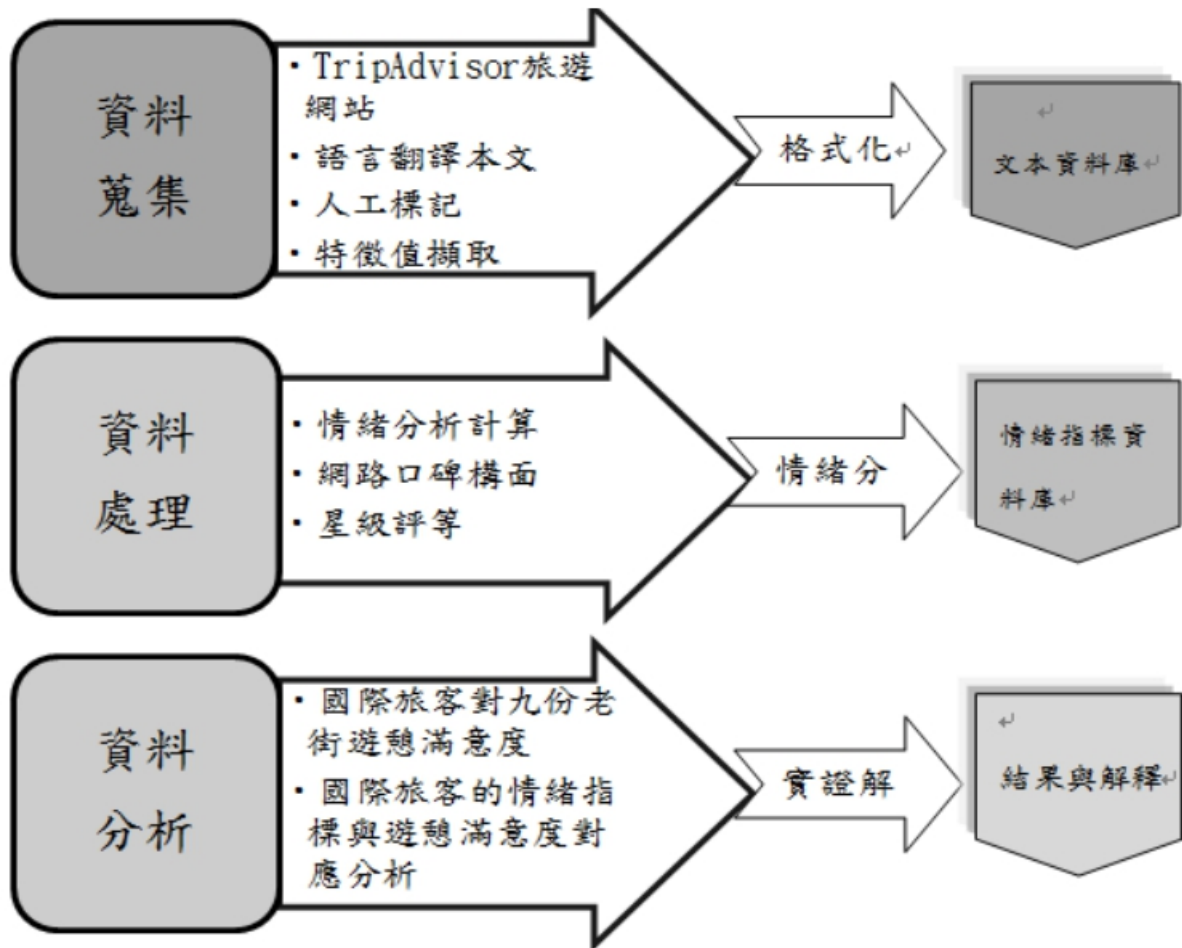 資料
蒐集
・TripAdvisor旅遊
網站
・語言翻譯本文
・人工標記
・特徵值擷取
格式化
文本資料庫
資料
處理
・情緒分析計算
・網路口碑構面
・星級評等
情緒分
情緒指標資
料庫
資料
分析
・國際旅客對九份老
街遊憩滿意度
・國際旅客的情緒指
標與遊憩滿意度對
應分析
實證解
結果與解釋